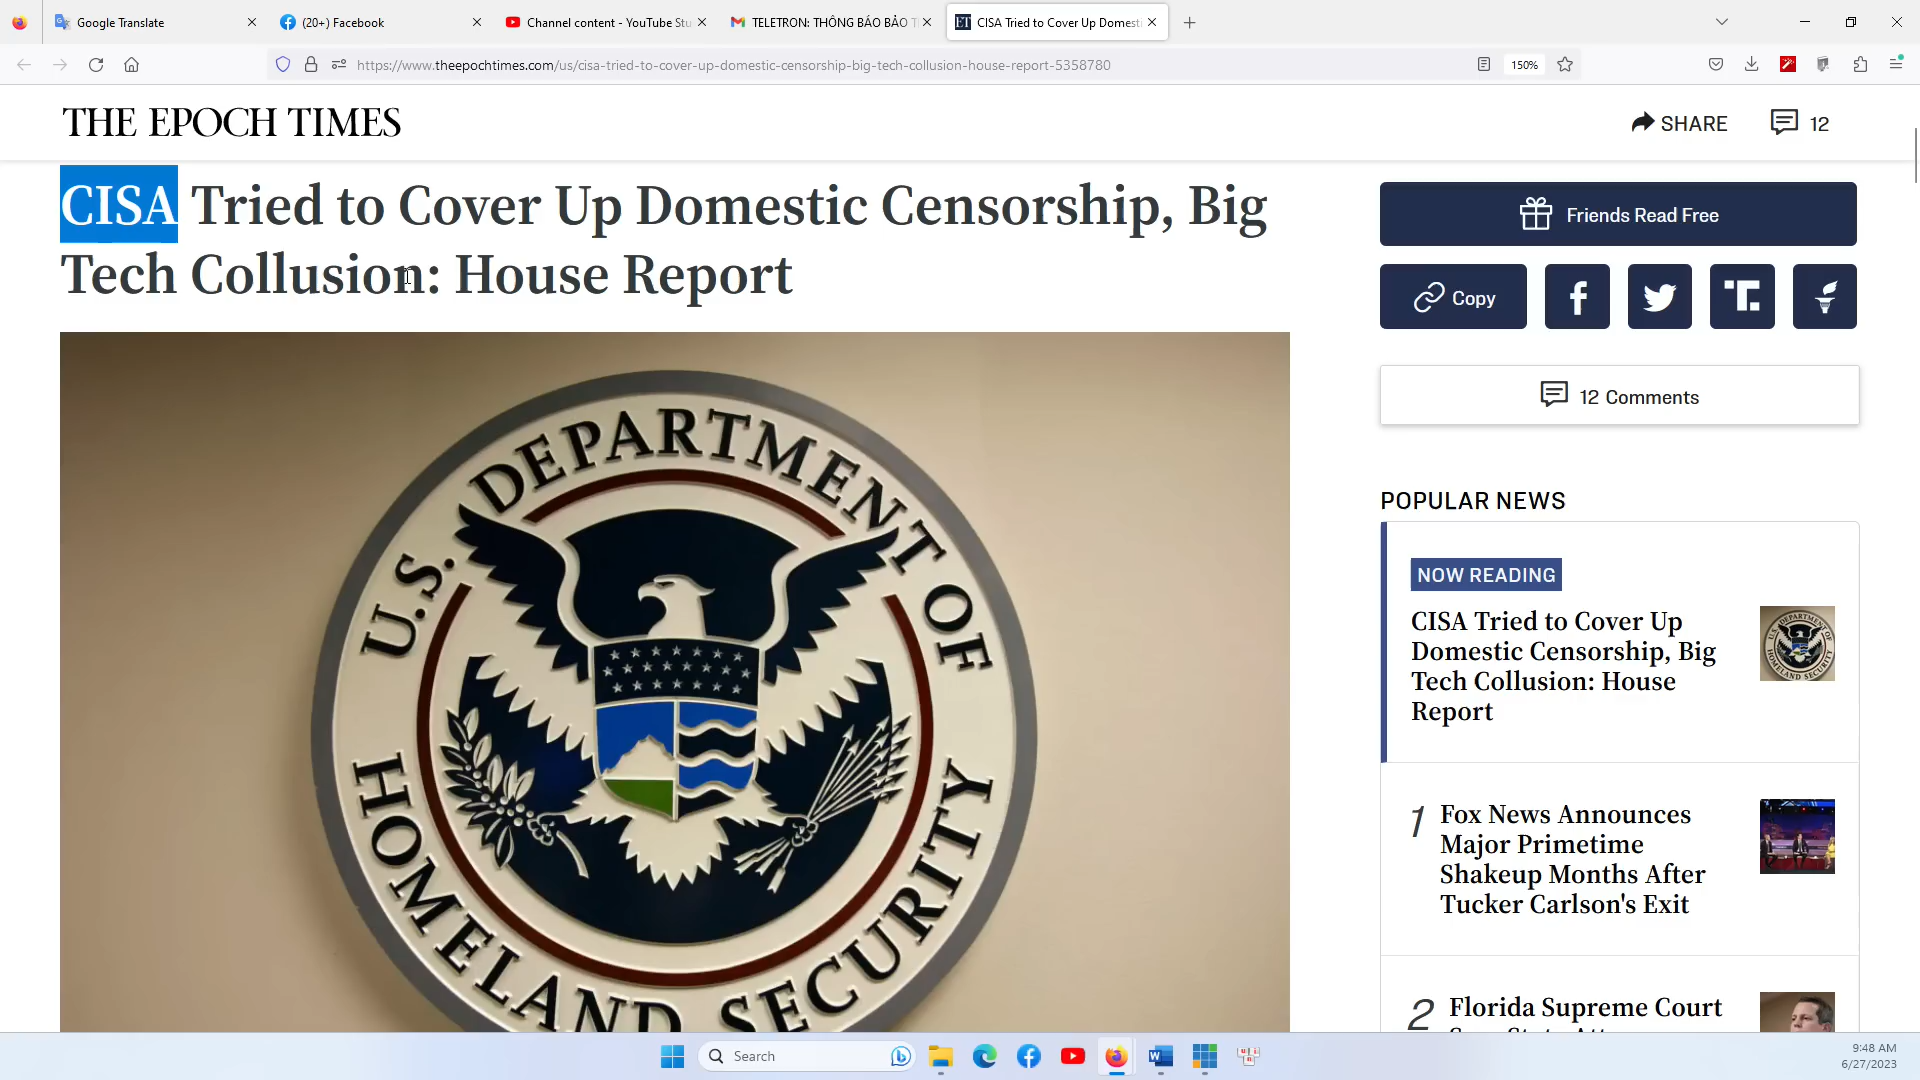 Google Translate
(20+) Facebook
Channel content - YouTube Stu
TELETRON: THÔNG BÁO BẢO T
CISA Tried to Cover Up Domesti
https://www.theepochtimes.com/us/cisa-tried-to-cover-up-domestic-censorship-big-tech-collusion-house-report-5358780
150%
THE EPOCH TIMES
SHARE
12
CISA Tried to Cover Up Domestic Censorship, Big
Tech Collusion: House Report
U.S. DEPARTMENT OF
HOMELAND SECURITY
Friends Read Free
Copy
12 Comments
POPULAR NEWS
NOW READING
CISA Tried to Cover Up
Domestic Censorship, Big
Tech Collusion: House
Report
1
Fox News Announces
Major Primetime
Shakeup Months After
Tucker Carlson's Exit
2
Florida Supreme Court
Search
9:48 AM
6/27/2023